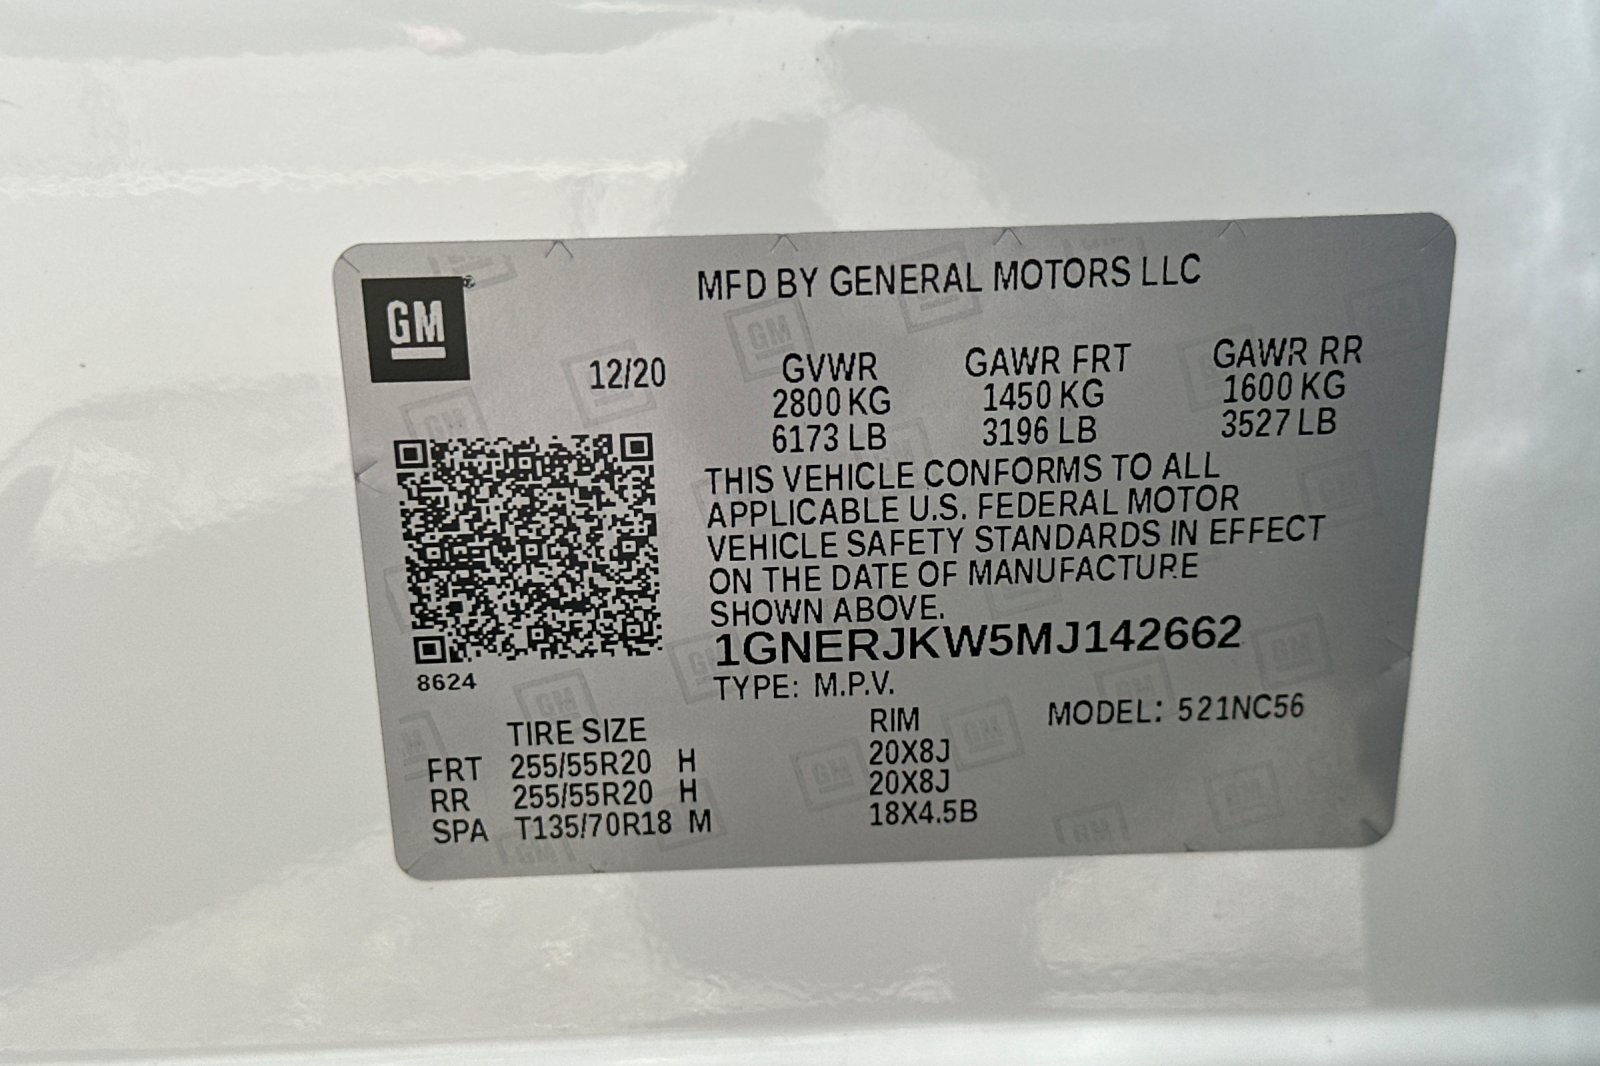 GM
MFD BY GENERAL MOTORS LLC
12/20
GVWR GAWR FRT GAWR RR
2800 KG 1450 KG 1600 KG
6173 LB 3196 LB 3527 LB
THIS VEHICLE CONFORMS TO ALL
APPLICABLE U.S. FEDERAL MOTOR
VEHICLE SAFETY STANDARDS IN EFFECT
ON THE DATE OF MANUFACTURE
SHOWN ABOVE.
1GNERJKW5MJ142662
8624
TYPE: M.P.V.
MODEL: 521NC56
TIRE SIZE RIM
FRT 255/55R20 H 20X8J
RR 255/55R20 H 20X8J
SPA T135/70R18 M 18X4.5B